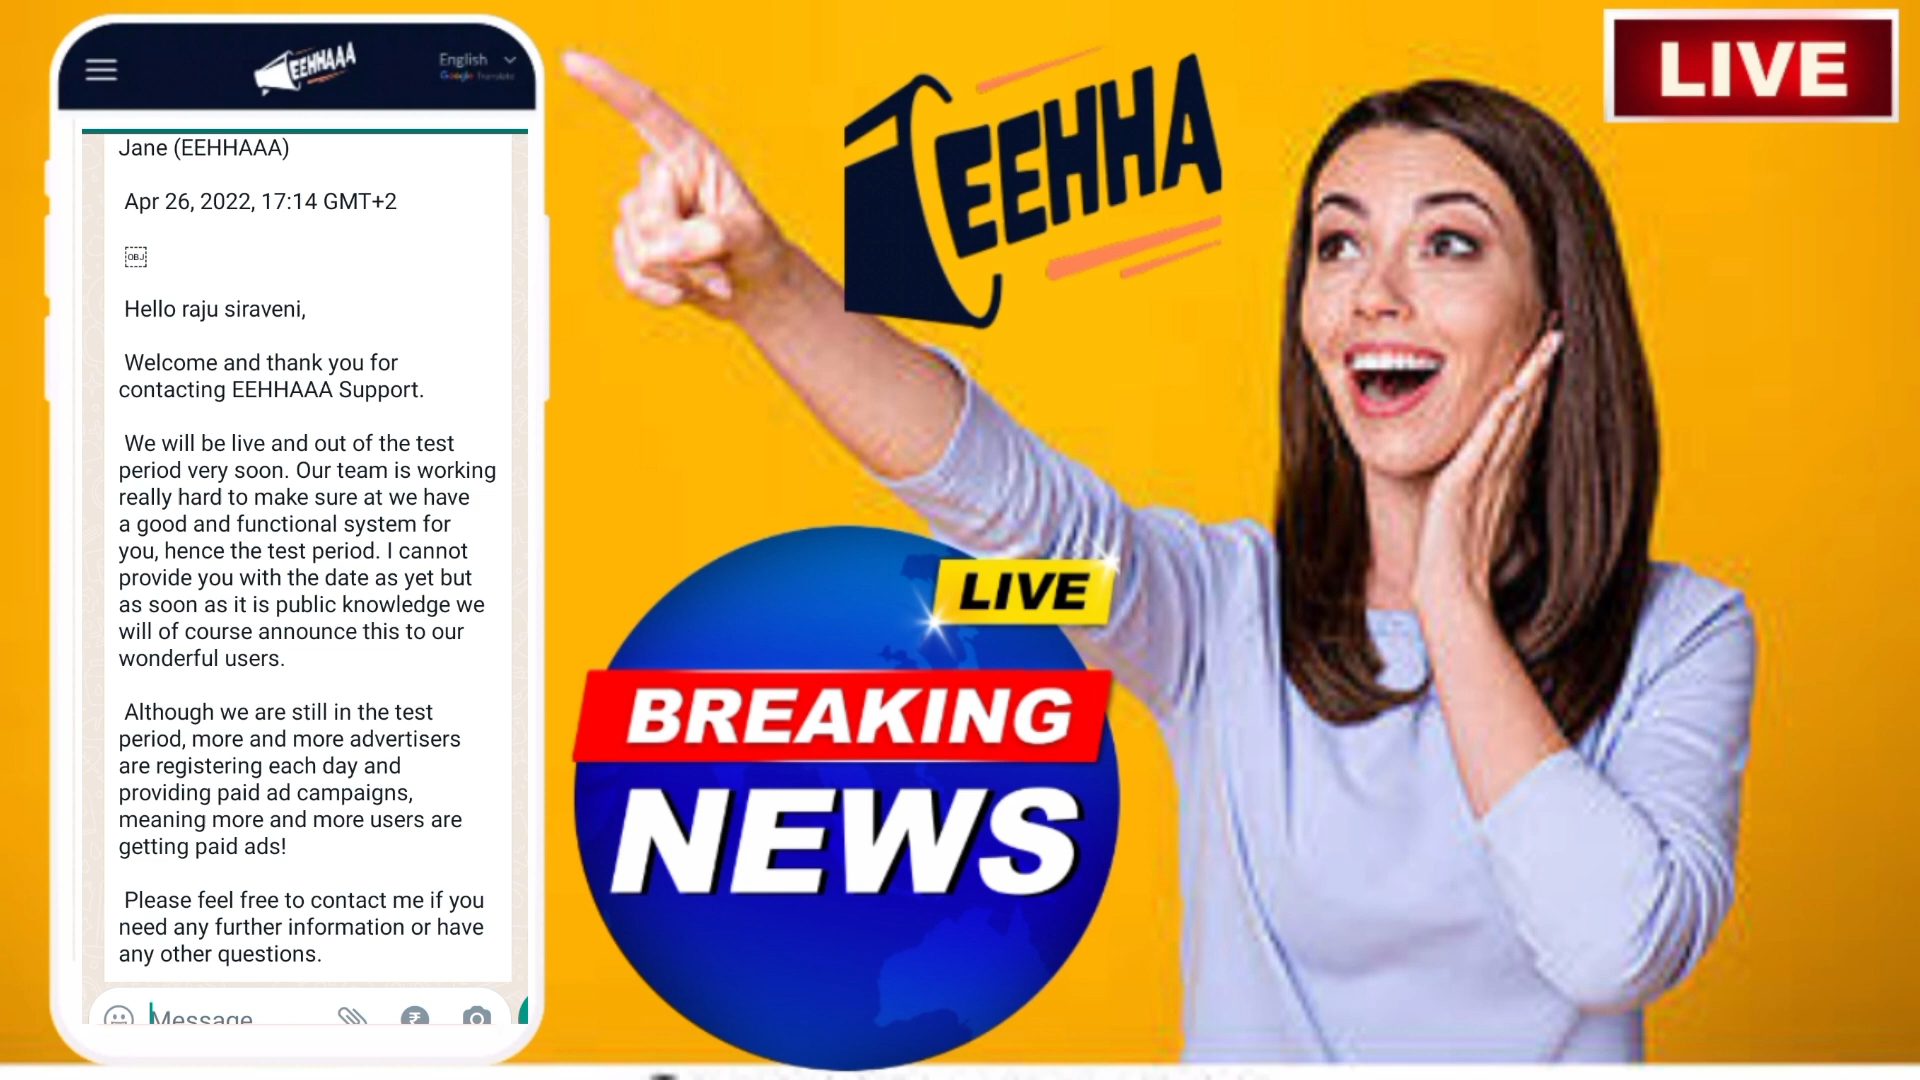 EEHHAAA
English
Google Translate
Jane (EEHHAAA)
Apr 26, 2022, 17:14 GMT+2
OBJ
Hello raju siraveni,
Welcome and thank you for
contacting EEHHAAA Support.
We will be live and out of the test
period very soon. Our team is working
really hard to make sure at we have
a good and functional system for
you, hence the test period. I cannot
provide you with the date as yet but
as soon as it is public knowledge we
will of course announce this to our
wonderful users.
Although we are still in the test
period, more and more advertisers
are registering each day and
providing paid ad campaigns,
meaning more and more users are
getting paid ads!
Please feel free to contact me if you
need any further information or have
any other questions.
Message
EEHHA
LIVE
LIVE
BREAKING
NEWS